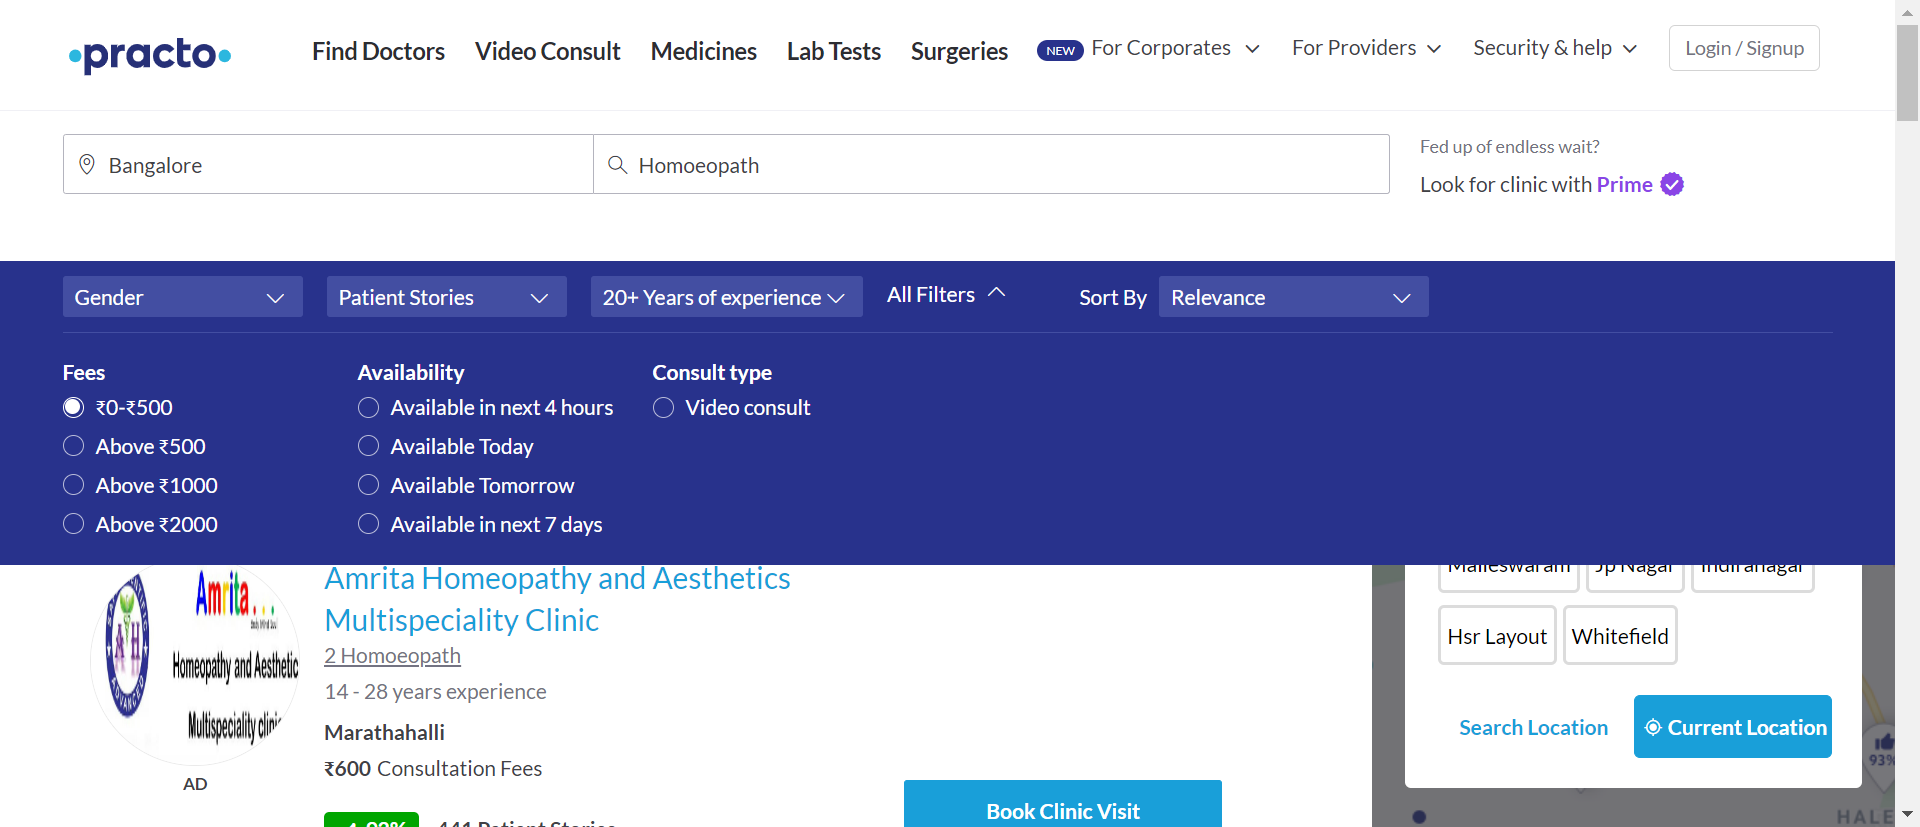 practo
Find Doctors
Video Consult
Medicines
Lab Tests
Surgeries
NEW
For Corporates
For Providers
Security & help
Login / Signup
Bangalore
Homoeopath
Fed up of endless wait?
Look for clinic with Prime
Gender
Patient Stories
20+ Years of experience
All Filters
Sort By
Relevance
Fees
₹0-₹500
Above ₹500
Above ₹1000
Above ₹2000
Availability
Available in next 4 hours
Available Today
Available Tomorrow
Available in next 7 days
Consult type
Video consult
Amrita...
Homeopathy and Aesthetic
Multispeciality clinic
AD
Amrita Homeopathy and Aesthetics
Multispeciality Clinic
2 Homoeopath
14 - 28 years experience
Marathahalli
₹600 Consultation Fees
441 Patient Stories
Book Clinic Visit
Malleswaram
Jp Nagar
Indiranagar
Hsr Layout
Whitefield
Search Location
Current Location
93%
HALE